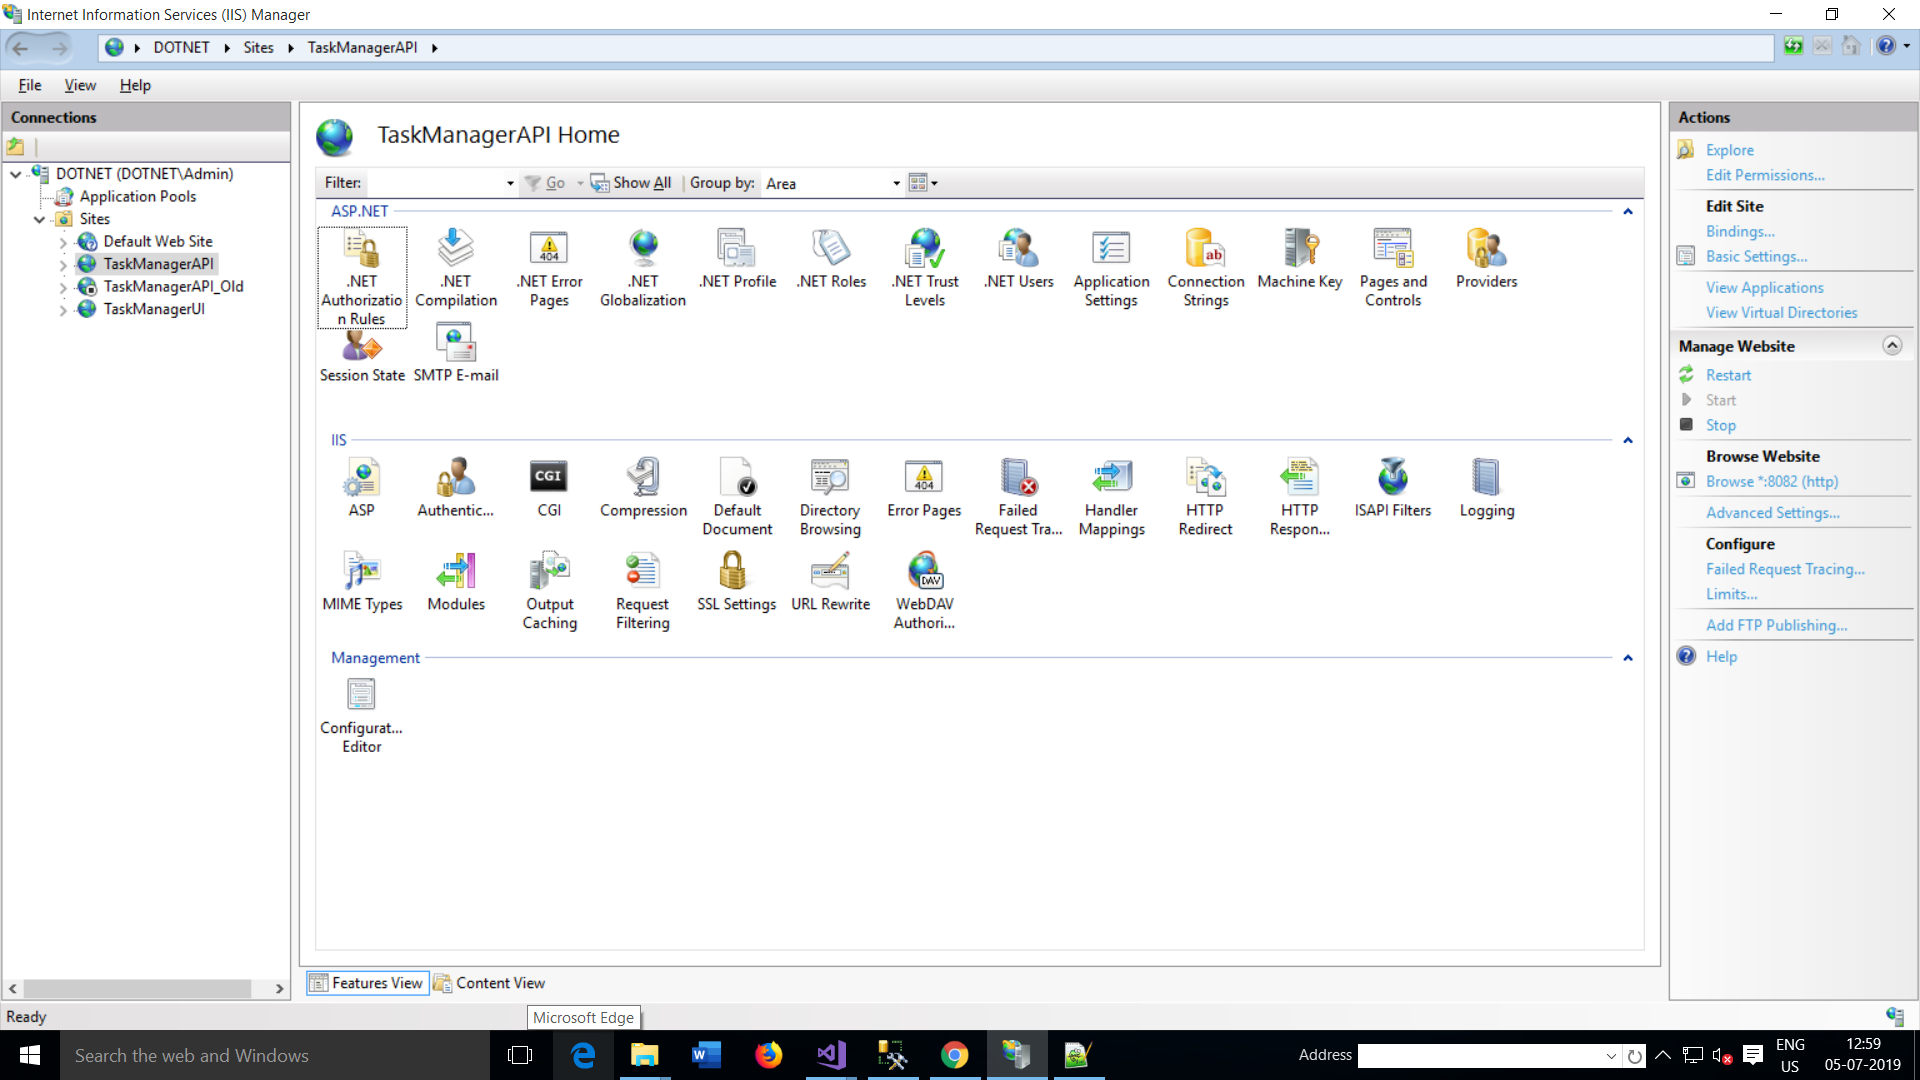 Internet Information Services (IIS) Manager
DOTNET
Sites
TaskManagerAPI
File
View
Help
Connections
DOTNET (DOTNET\Admin)
Application Pools
Sites
Default Web Site
TaskManagerAPI
TaskManagerAPI_Old
TaskManagerUI
TaskManagerAPI Home
Filter:
Go
Show All
Group by:
Area
ASP.NET
.NET
Authorizatio
n Rules
.NET
Compilation
.NET Error
Pages
.NET
Globalization
.NET Profile
.NET Roles
.NET Trust
Levels
.NET Users
Application
Settings
Connection
Strings
Machine Key
Pages and
Controls
Providers
Session State
SMTP E-mail
IIS
ASP
Authentic...
CGI
Compression
Default
Document
Directory
Browsing
Error Pages
Failed
Request Tra...
Handler
Mappings
HTTP
Redirect
HTTP
Respon...
ISAPI Filters
Logging
MIME Types
Modules
Output
Caching
Request
Filtering
SSL Settings
URL Rewrite
WebDAV
Authori...
Management
Configurat...
Editor
Features View
Content View
Actions
Explore
Edit Permissions...
Edit Site
Bindings...
Basic Settings...
View Applications
View Virtual Directories
Manage Website
Restart
Start
Stop
Browse Website
Browse *:8082 (http)
Advanced Settings...
Configure
Failed Request Tracing...
Limits...
Add FTP Publishing...
Help
Ready
Microsoft Edge
Search the web and Windows
Address
ENG
US
12:59
05-07-2019
404
ab
CGI
404
DAV